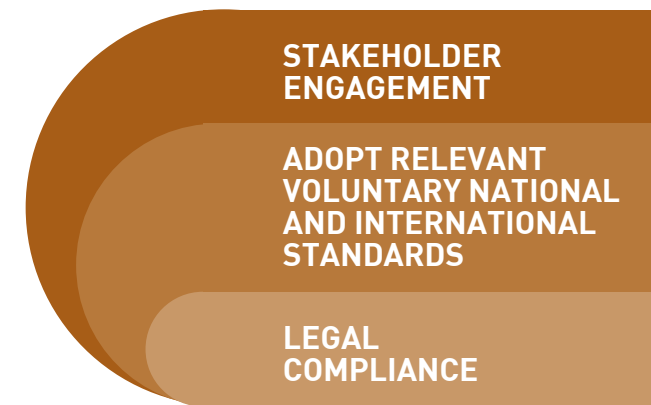 STAKEHOLDER
ENGAGEMENT
ADOPT RELEVANT
VOLUNTARY NATIONAL
AND INTERNATIONAL
STANDARDS
LEGAL
COMPLIANCE